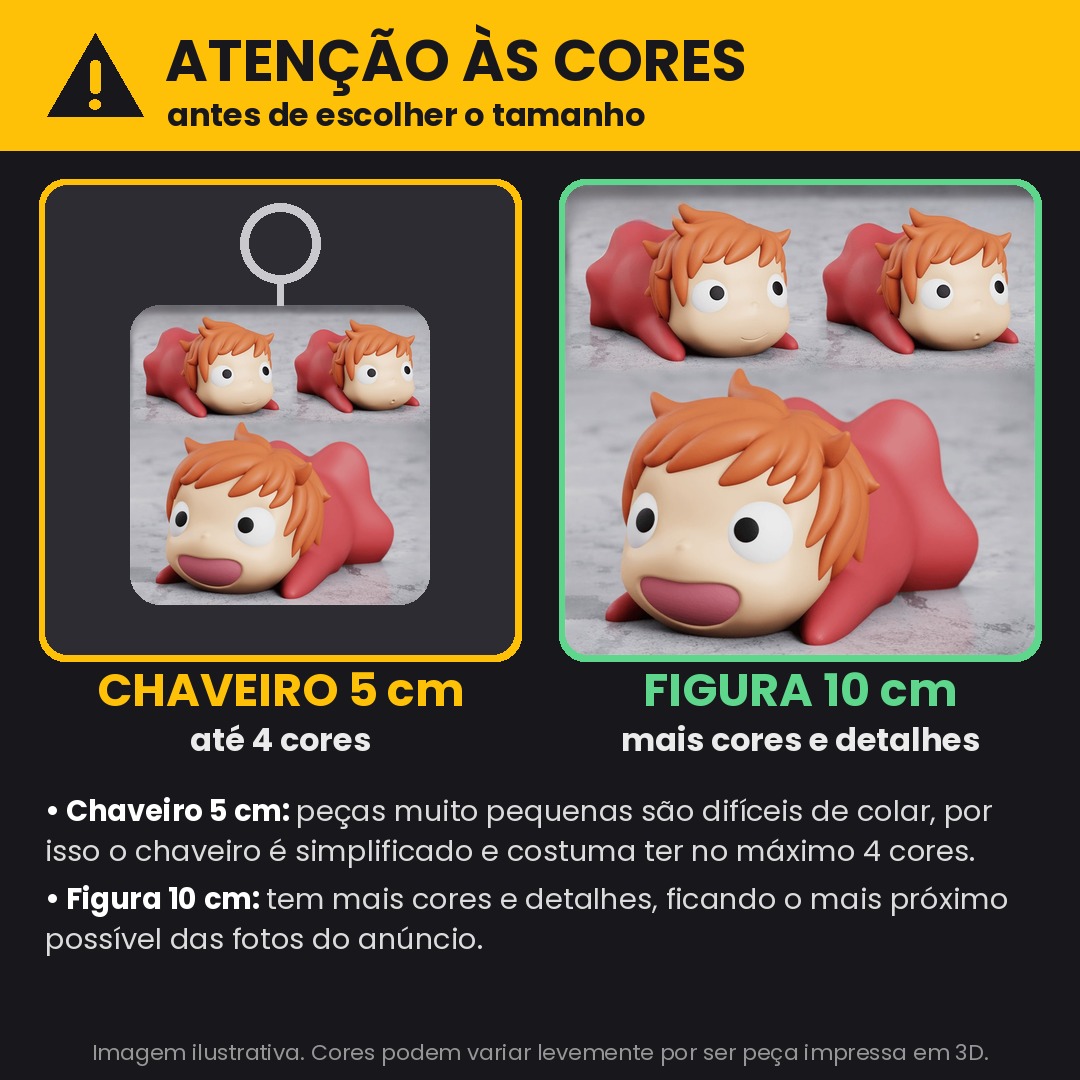 ATENÇÃO ÀS CORES
antes de escolher o tamanho
CHAVEIRO 5 cm
até 4 cores
FIGURA 10 cm
mais cores e detalhes
• Chaveiro 5 cm: peças muito pequenas são difíceis de colar, por
isso o chaveiro é simplificado e costuma ter no máximo 4 cores.
• Figura 10 cm: tem mais cores e detalhes, ficando o mais próximo
possível das fotos do anúncio.
Imagem ilustrativa. Cores podem variar levemente por ser peça impressa em 3D.